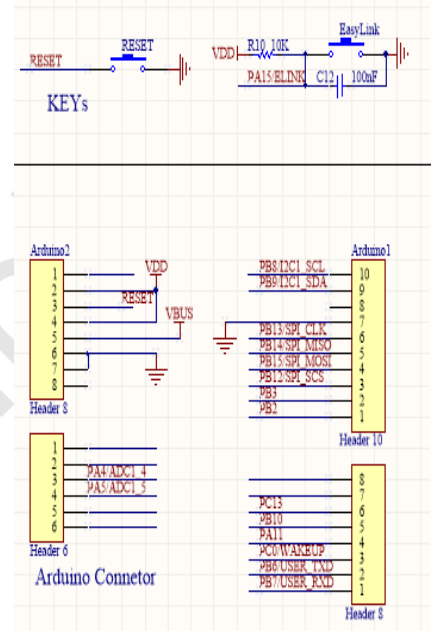 RESET
RESET
KEYs
VDD
R10 10K
EasyLink
PA15/ELINK
C12 100nF
Arduino2
1
2
3
4
5
6
7
8
VDD
RESET
VBUS
Header 8
1
2
3
4
5
6
PA4/ADC1_4
PA5/ADC1_5
Header 6
Arduino Connetor
Arduino1
PB8/I2C1_SCL
PB9/I2C1_SDA
PB13/SPI_CLK
PB14/SPI_MISO
PB15/SPI_MOSI
PB12/SPI_SCS
PB3
PB2
10
9
8
7
6
5
4
3
2
1
Header 10
PC13
PB10
PA11
PC0/WAKEUP
PB6/USER_TXD
PB7/USER_RXD
8
7
6
5
4
3
2
1
Header 8